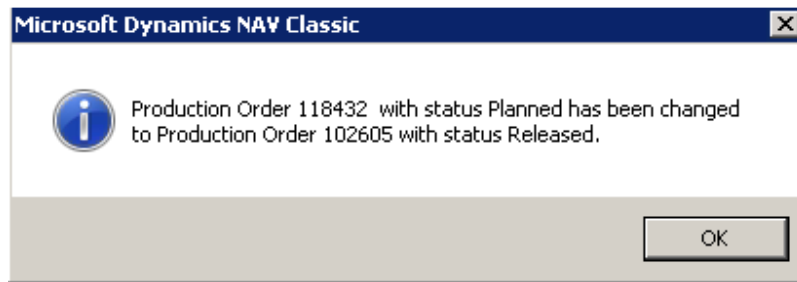 Microsoft Dynamics NAV Classic
Production Order 118432  with status Planned has been changed
to Production Order 102605 with status Released.
OK